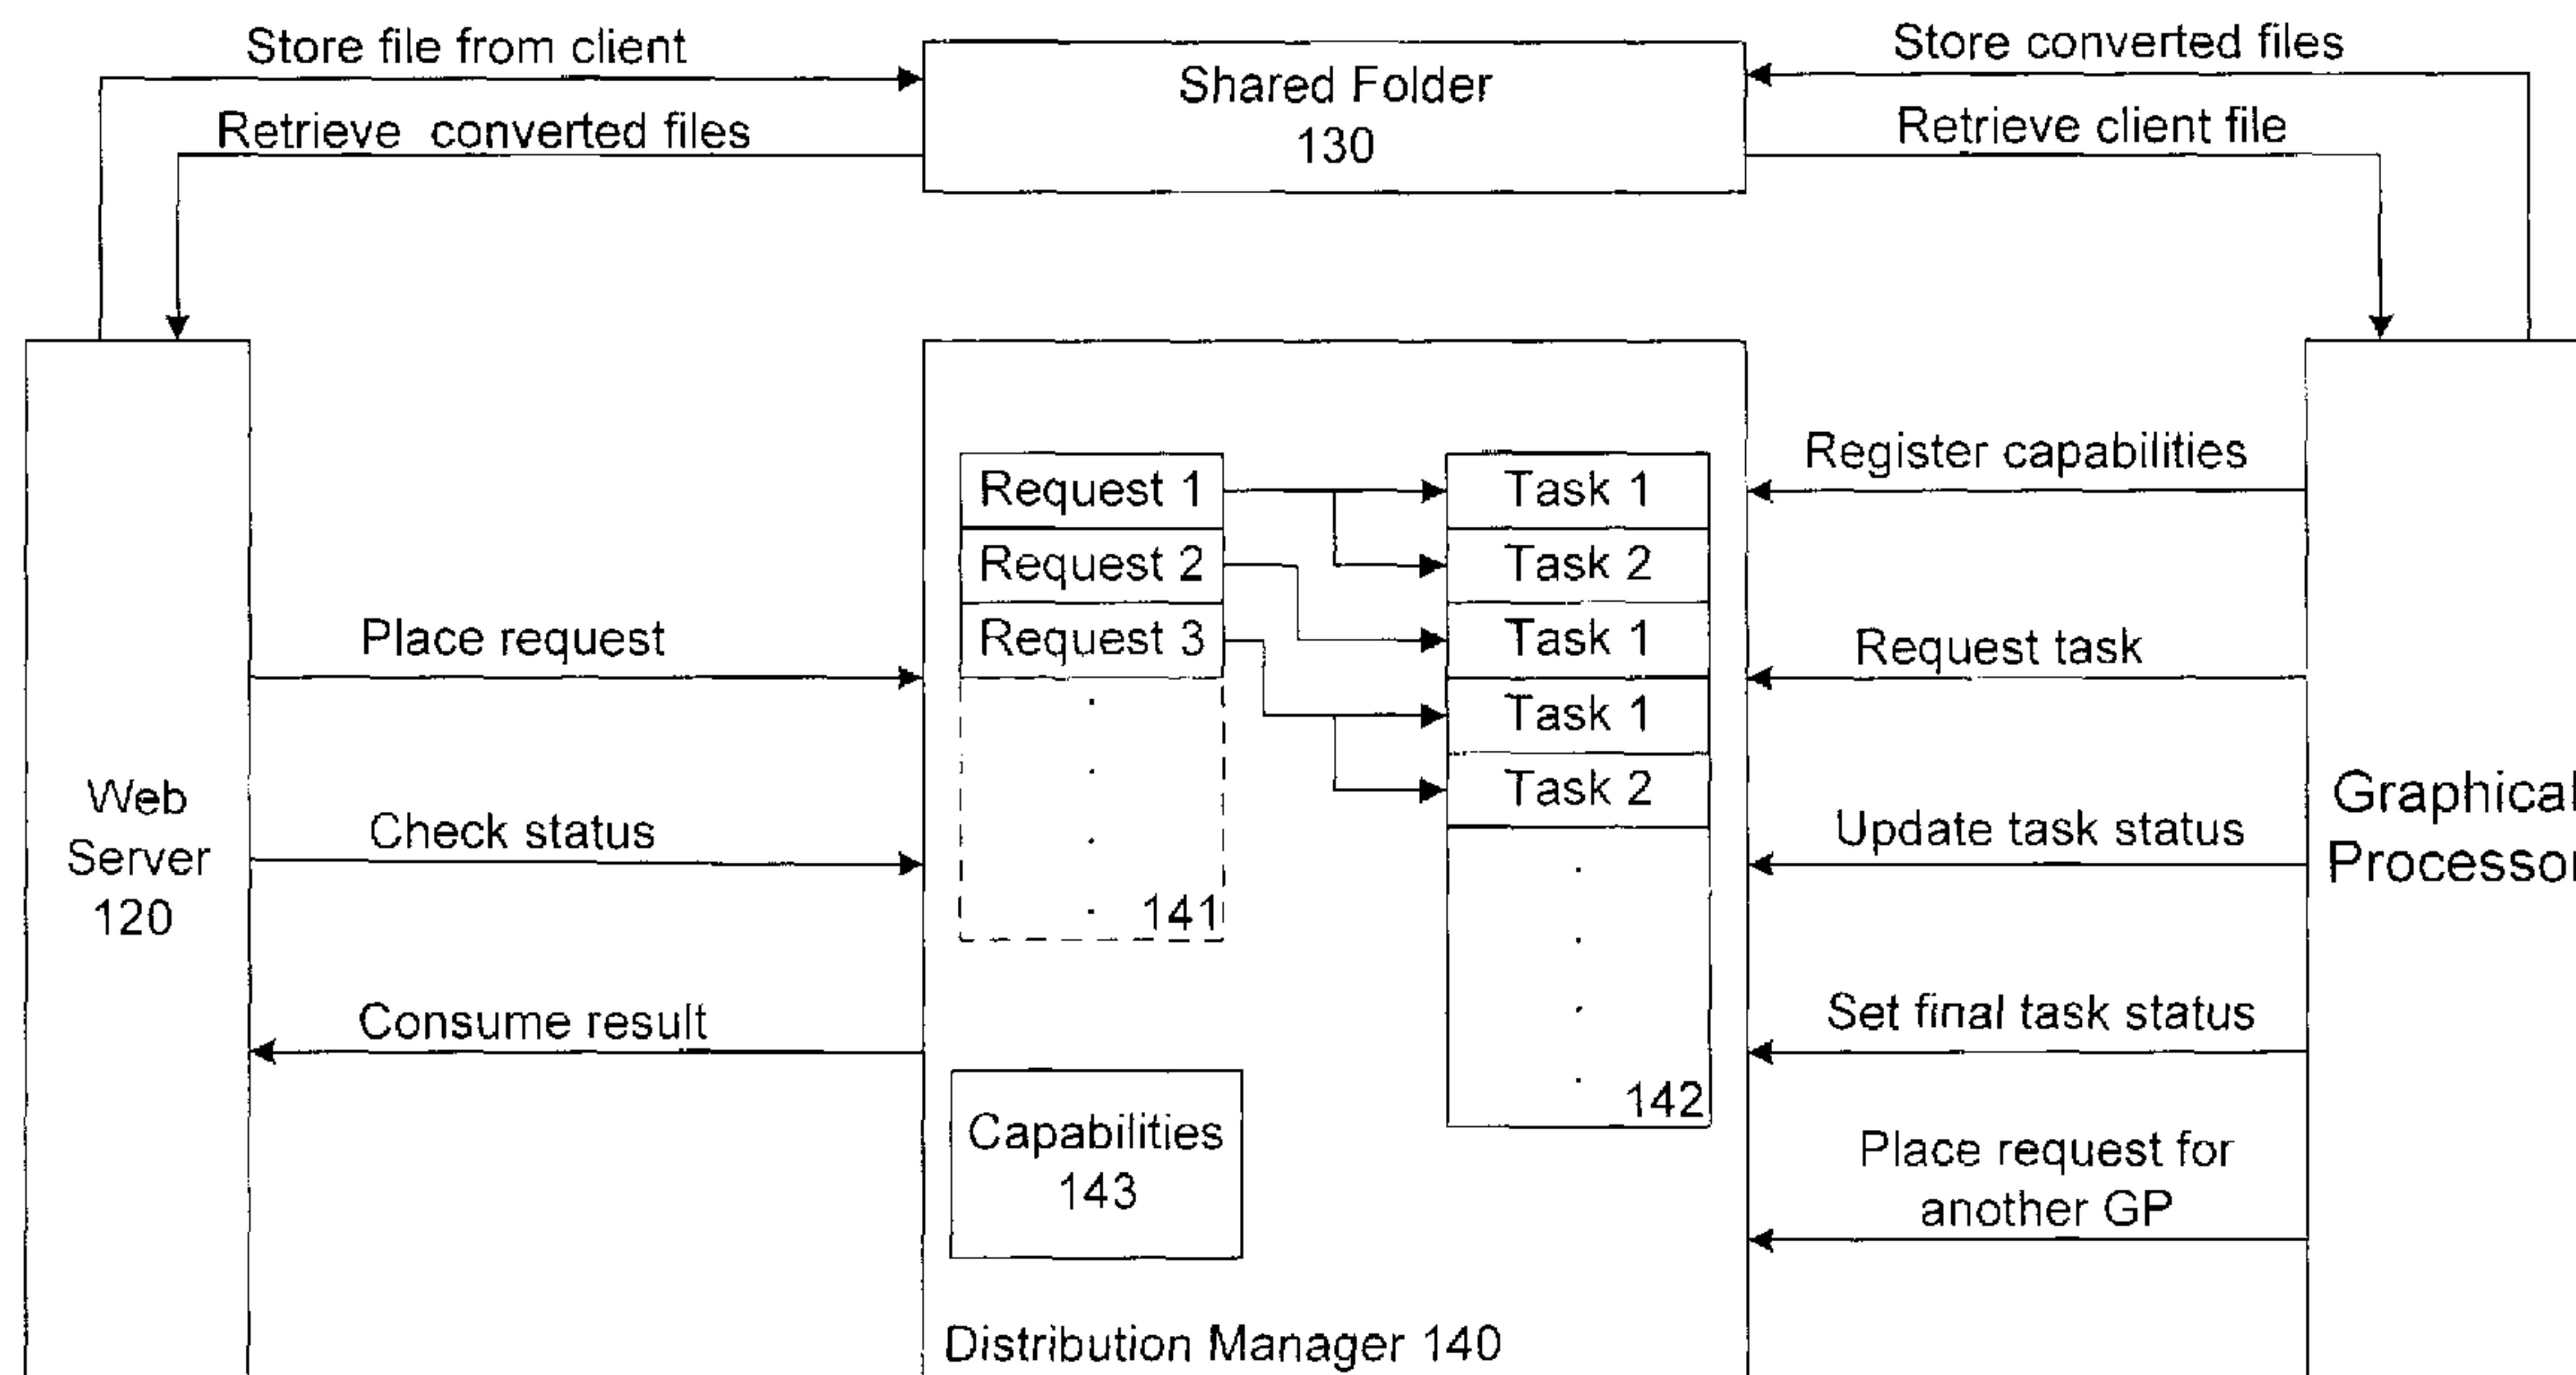 Store file from client
Retrieve converted files
Shared Folder
130
Store converted files
Retrieve client file
Web
Server
120
Place request
Check status
Consume result
Request 1
Request 2
Request 3
141
Task 1
Task 2
Task 1
Task 1
Task 2
142
Capabilities
143
Distribution Manager 140
Register capabilities
Request task
Update task status
Set final task status
Place request for
another GP
Graphical
Processor